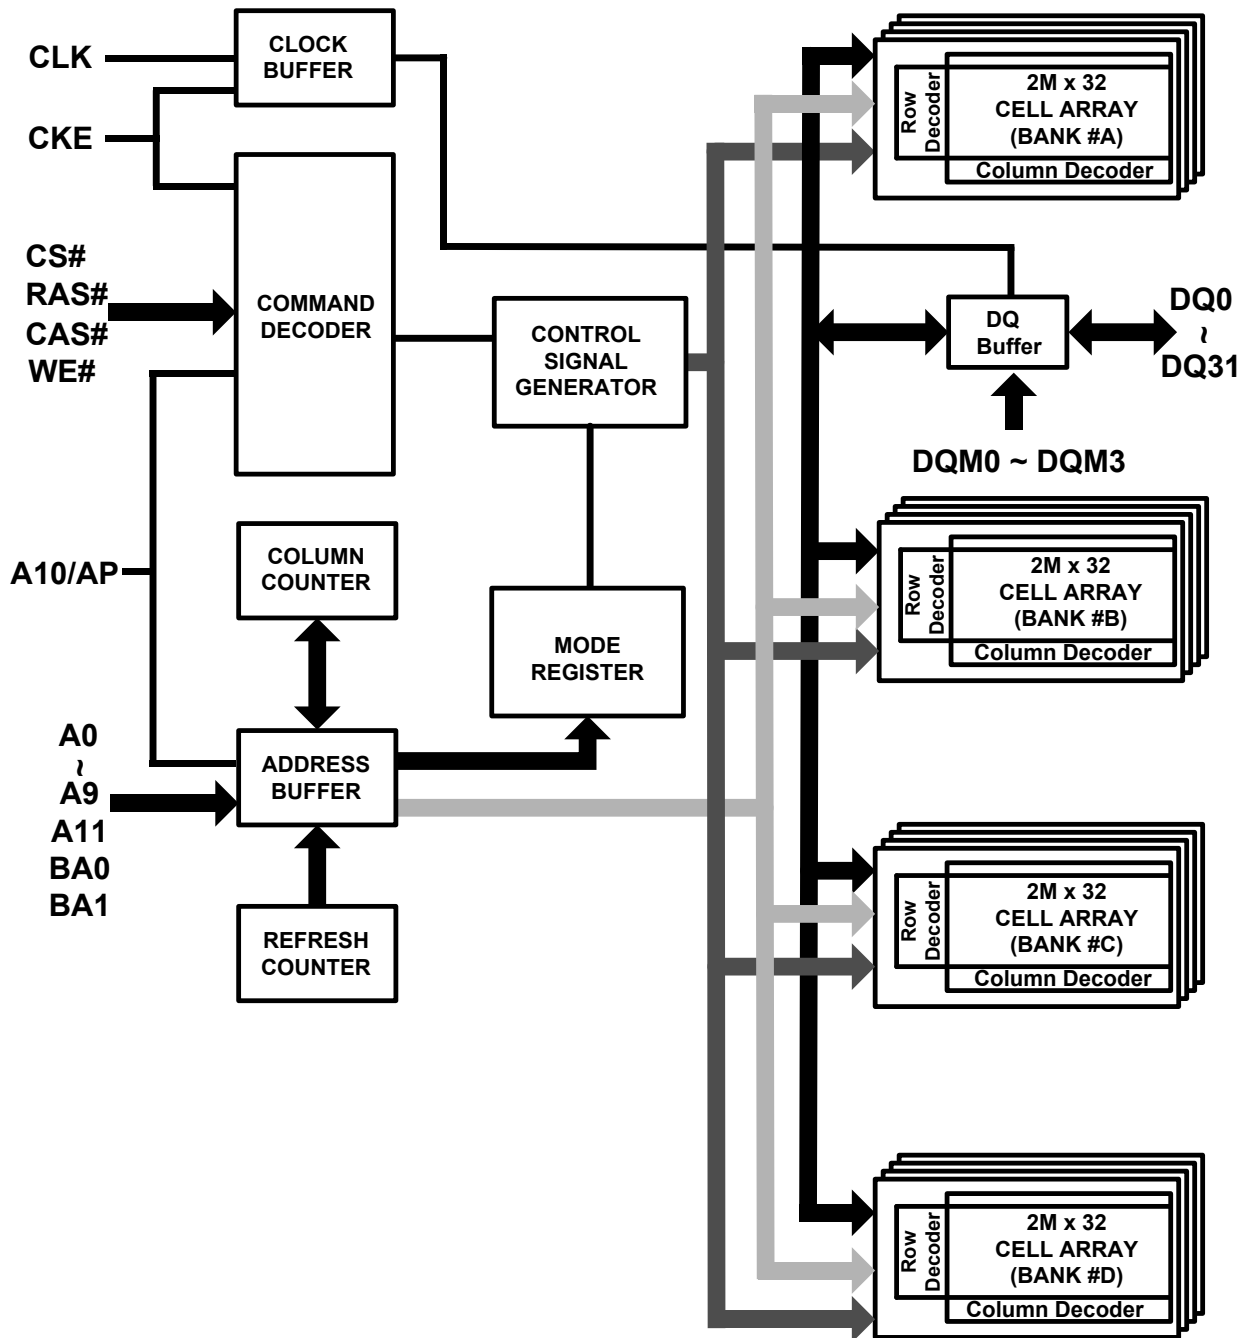 CLK
CKE
CS#
RAS#
CAS#
WE#
A10/AP
A0
~
A9
A11
BA0
BA1
CLOCK
BUFFER
COMMAND
DECODER
COLUMN
COUNTER
ADDRESS
BUFFER
REFRESH
COUNTER
CONTROL
SIGNAL
GENERATOR
MODE
REGISTER
Row
Decoder
2M x 32
CELL ARRAY
(BANK #A)
Column Decoder
DQ
Buffer
DQ0
~
DQ31
DQM0 ~ DQM3
Row
Decoder
2M x 32
CELL ARRAY
(BANK #B)
Column Decoder
Row
Decoder
2M x 32
CELL ARRAY
(BANK #C)
Column Decoder
Row
Decoder
2M x 32
CELL ARRAY
(BANK #D)
Column Decoder